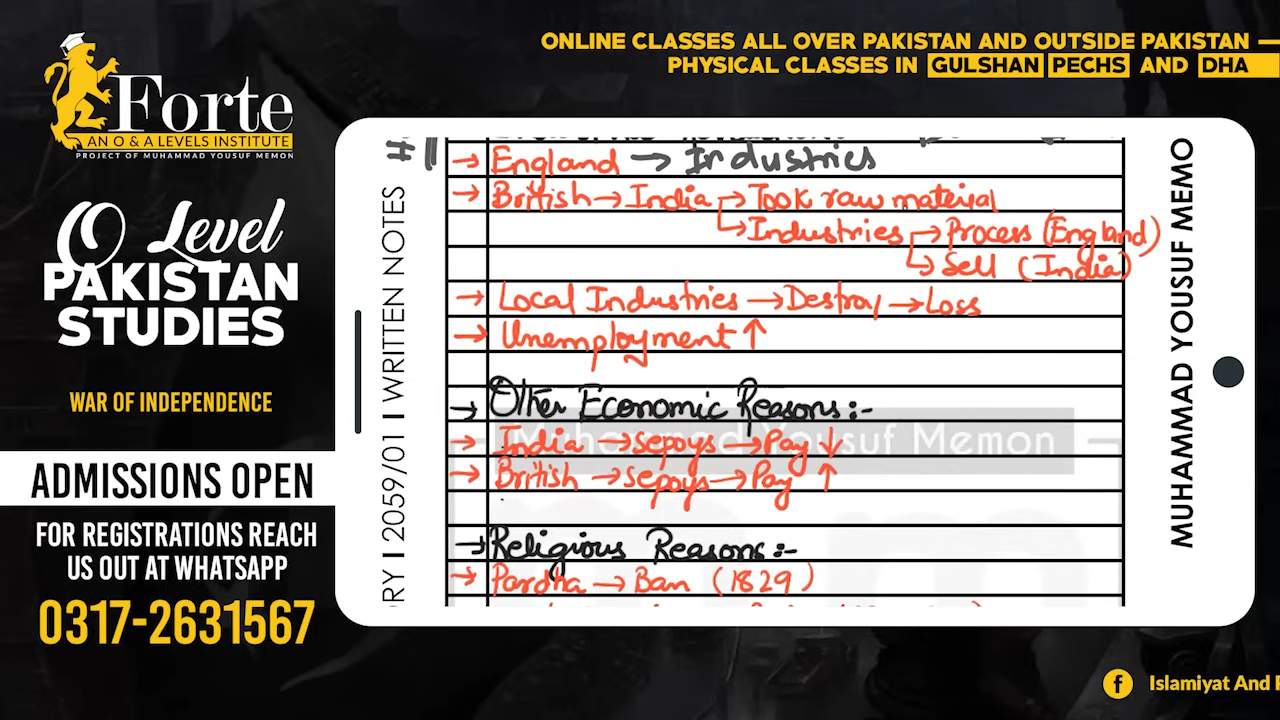 Forte
AN O & A LEVELS INSTITUTE
PROJECT OF MUHAMMAD YOUSUF MEMON
O Level
PAKISTAN
STUDIES
WAR OF INDEPENDENCE
ADMISSIONS OPEN
FOR REGISTRATIONS REACH
US OUT AT WHATSAPP
0317-2631567
ONLINE CLASSES ALL OVER PAKISTAN AND OUTSIDE PAKISTAN
PHYSICAL CLASSES IN GULSHAN PECHS AND DHA
RY I 2059/01 I WRITTEN NOTES
#1
→ England → Industries
→ British → India → Took raw material
↳ Industries → Process (England)
↳ Sell (India)
→ Local Industries → Destroy → Loss
→ Unemployment ↑
→ Other Economic Reasons:-
→ India → Sepoys → Pay ↓
→ British → Sepoys → Pay ↑
→ Religious Reasons:-
→ Pardha → Ban (1829)
Muhammad Yousuf Memon
MUHAMMAD YOUSUF MEMO
Islamiyat And